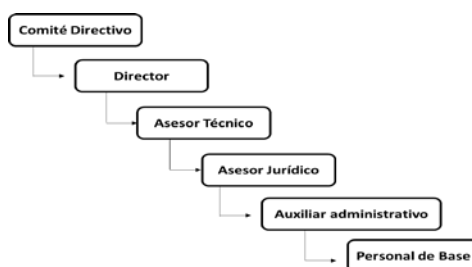 Comité Directivo
Director
Asesor Técnico
Asesor Jurídico
Auxiliar administrativo
Personal de Base